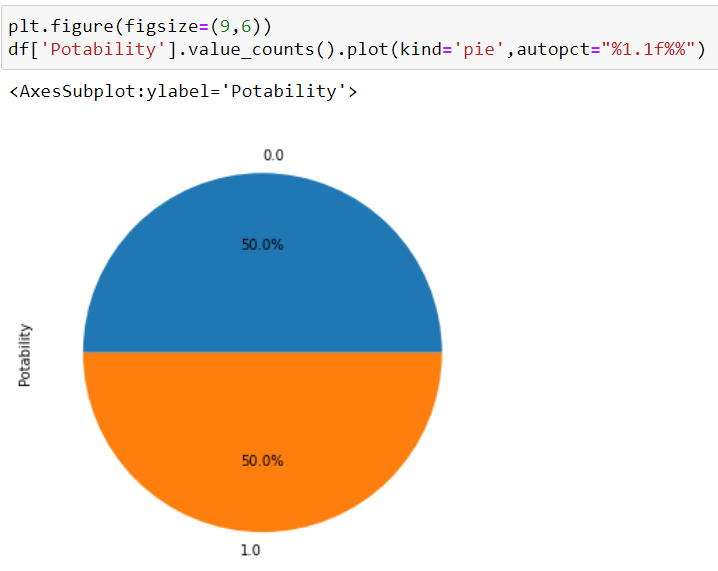 plt.figure(figsize=(9,6))
df['Potability'].value_counts().plot(kind='pie',autopct="%1.1f%%")
<AxesSubplot:ylabel='Potability'>
0.0
50.0%
Potability
50.0%
1.0